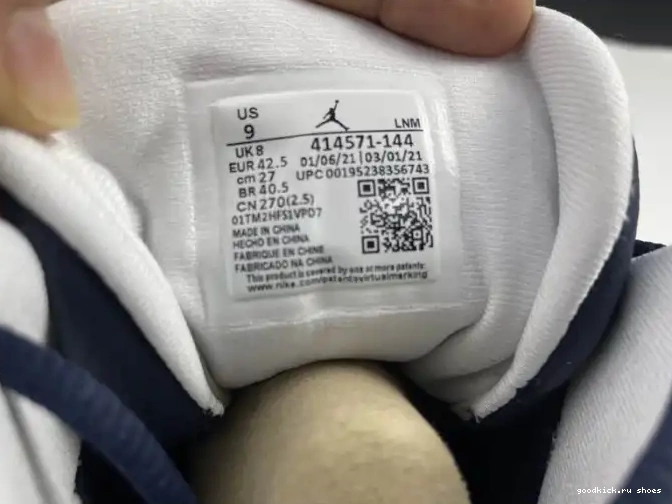 US
9
LNM
UK 8
414571-144
EUR 42.5
01/06/21 | 03/01/21
cm 27
UPC 00195238356743
BR 40.5
CN 270(2.5)
01TM2HFS1VPD7
MADE IN CHINA
HECHO EN CHINA
FABRIQUE EN CHINE
FABRICADO NA CHINA
This product is covered by one or more patents:
www.nike.com/patentsvirtualmarking
goodkick.ru shoes